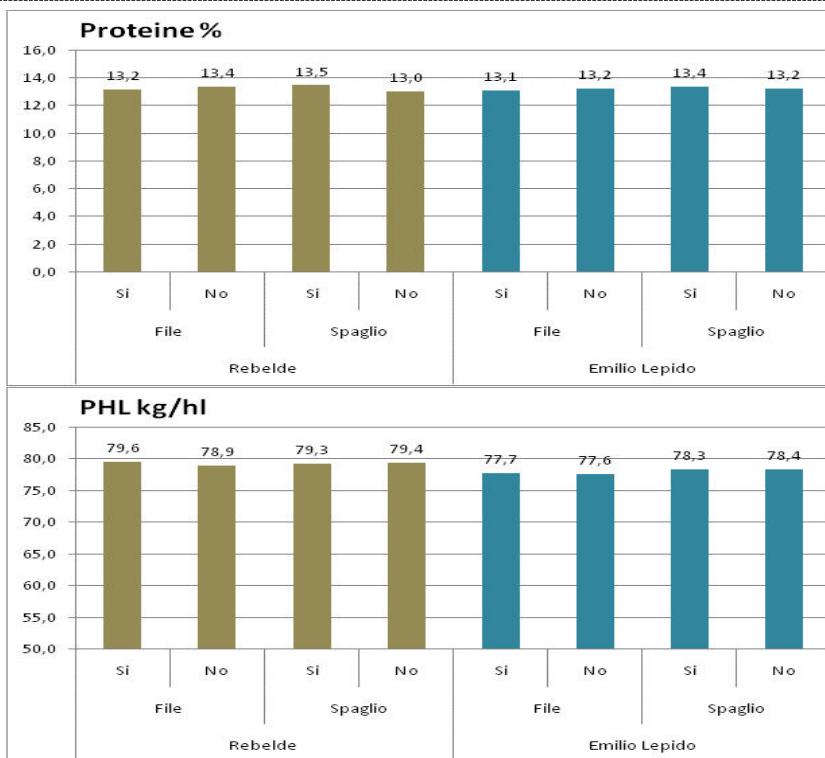 Proteine %
16,0
14,0
12,0
10,0
8,0
6,0
4,0
2,0
0,0
13,2 13,4 13,5 13,0 13,1 13,2 13,4 13,2
Si No Si No Si No Si No
File Spaglio File Spaglio
Rebelde Emilio Lepido
PHL kg/hl
85,0
80,0
75,0
70,0
65,0
60,0
55,0
50,0
79,6 78,9 79,3 79,4 77,7 77,6 78,3 78,4
Si No Si No Si No Si No
File Spaglio File Spaglio
Rebelde Emilio Lepido